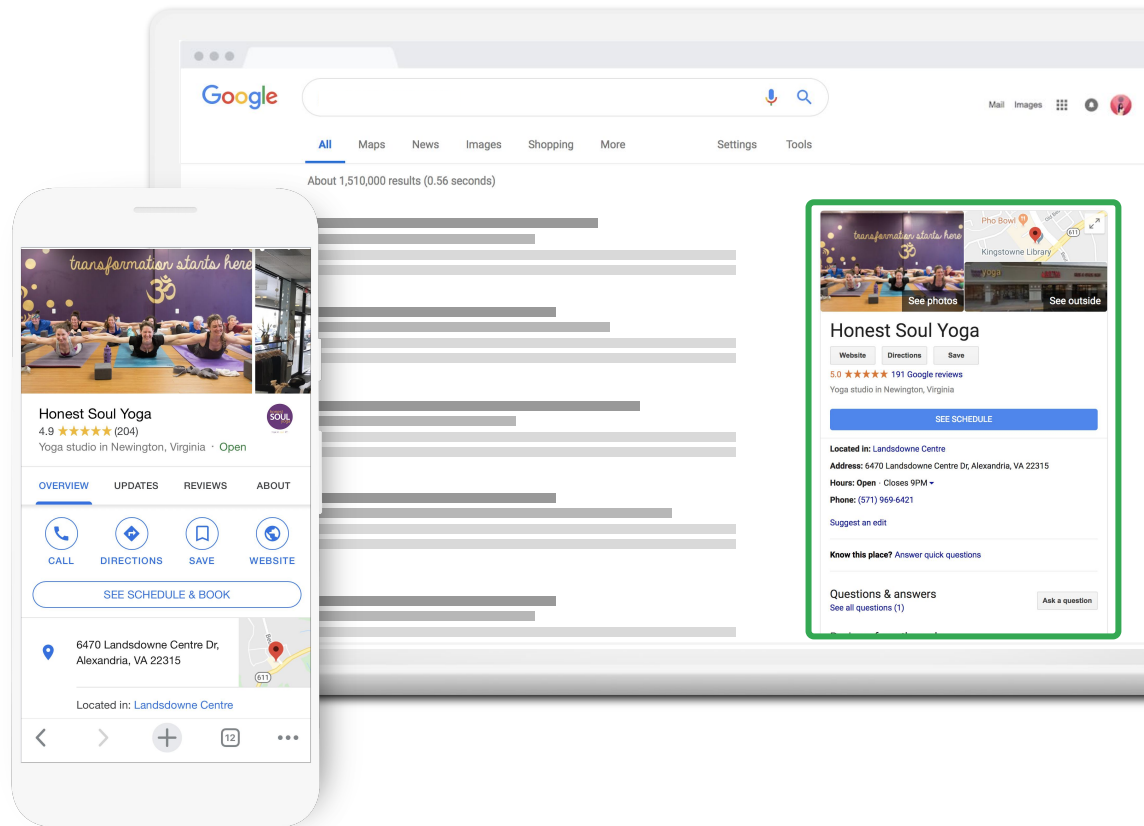 Google
Mail Images
All Maps News Images Shopping More Settings Tools
About 1,510,000 results (0.56 seconds)
transformation starts here
ॐ
See photos
Pho Bowl
611
Kingstowne Library
yoga
See outside
Honest Soul Yoga
Website Directions Save
5.0 191 Google reviews
Yoga studio in Newington, Virginia
SEE SCHEDULE
Located in: Landsdowne Centre
Address: 6470 Landsdowne Centre Dr, Alexandria, VA 22315
Hours: Open · Closes 9PM
Phone: (571) 969-6421
Suggest an edit
Know this place? Answer quick questions
Questions & answers
See all questions (1)
Ask a question
transformation starts here
ॐ
Honest Soul Yoga
SOUL
4.9 (204)
Yoga studio in Newington, Virginia · Open
OVERVIEW UPDATES REVIEWS ABOUT
CALL DIRECTIONS SAVE WEBSITE
SEE SCHEDULE & BOOK
6470 Landsdowne Centre Dr,
Alexandria, VA 22315
611
Located in: Landsdowne Centre
12